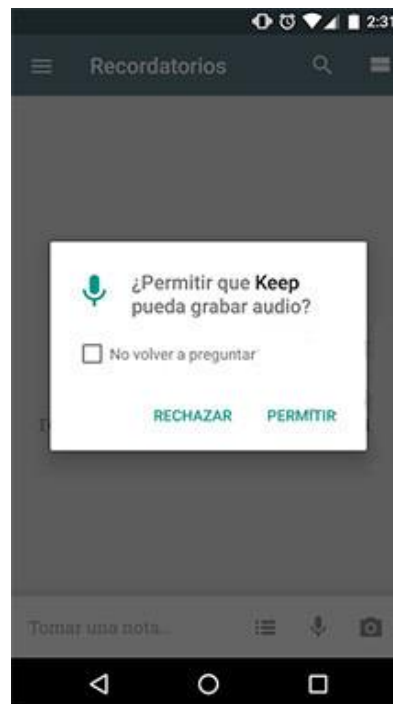 2:31
Recordatorios
¿Permitir que Keep
pueda grabar audio?
No volver a preguntar
RECHAZAR PERMITIR
Tomar una nota...